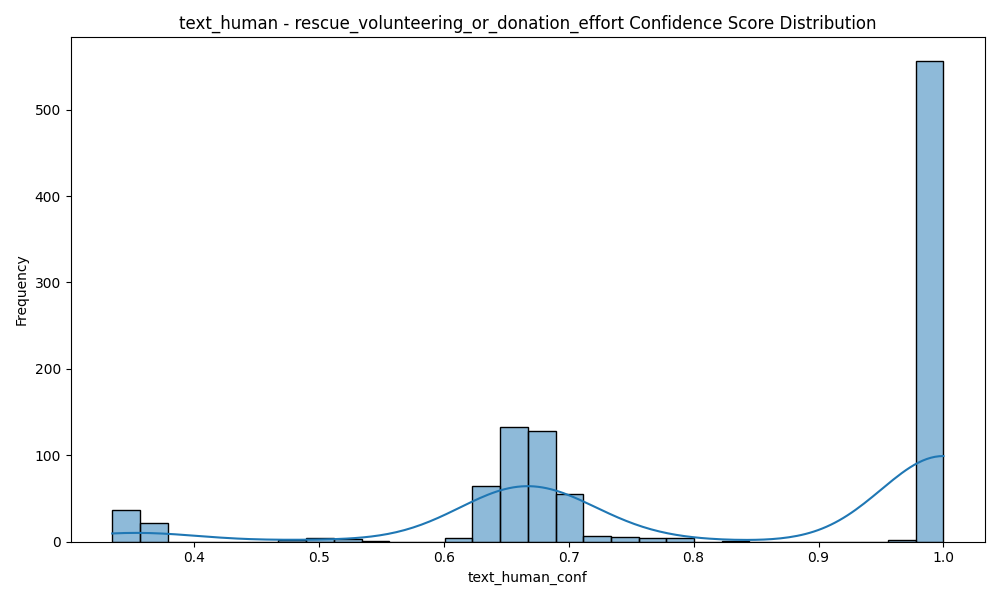 text_human - rescue_volunteering_or_donation_effort Confidence Score Distribution
Frequency
500
400
300
200
100
0
0.4 0.5 0.6 0.7 0.8 0.9 1.0
text_human_conf